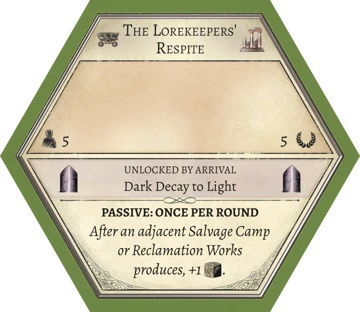 The Lorekeepers'
Respite
5 5
UNLOCKED BY ARRIVAL
Dark Decay to Light
PASSIVE: ONCE PER ROUND
After an adjacent Salvage Camp
or Reclamation Works
produces, +1 .